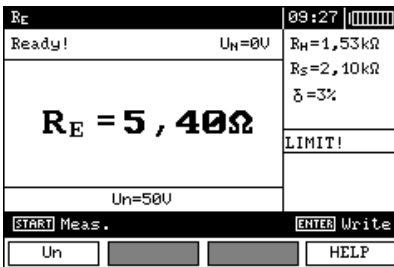 RE 09:27
Ready! UN=0V
RH=1,53kΩ
RS=2,10kΩ
δ=3%
RE=5,40Ω
LIMIT!
Un=50V
START Meas. ENTER Write
Un HELP